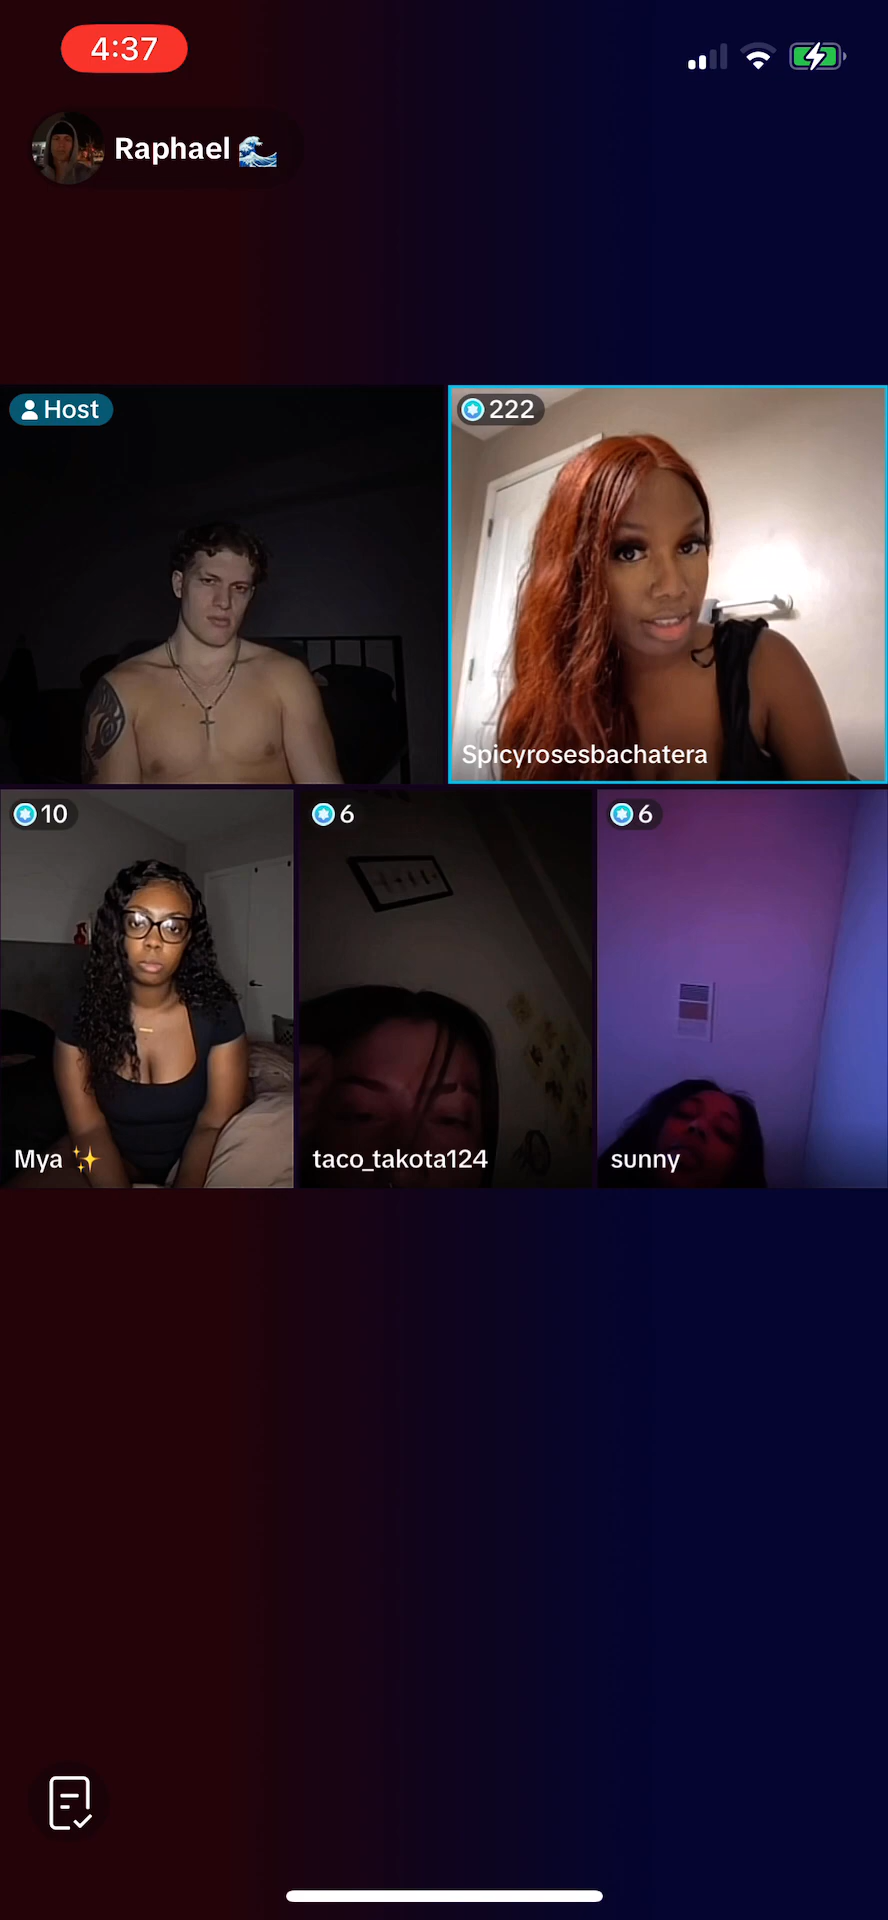 4:37
Raphael 🌊
Host
222
Spicyrosesbachatera
10
6
6
Mya ✨
taco_takota124
sunny